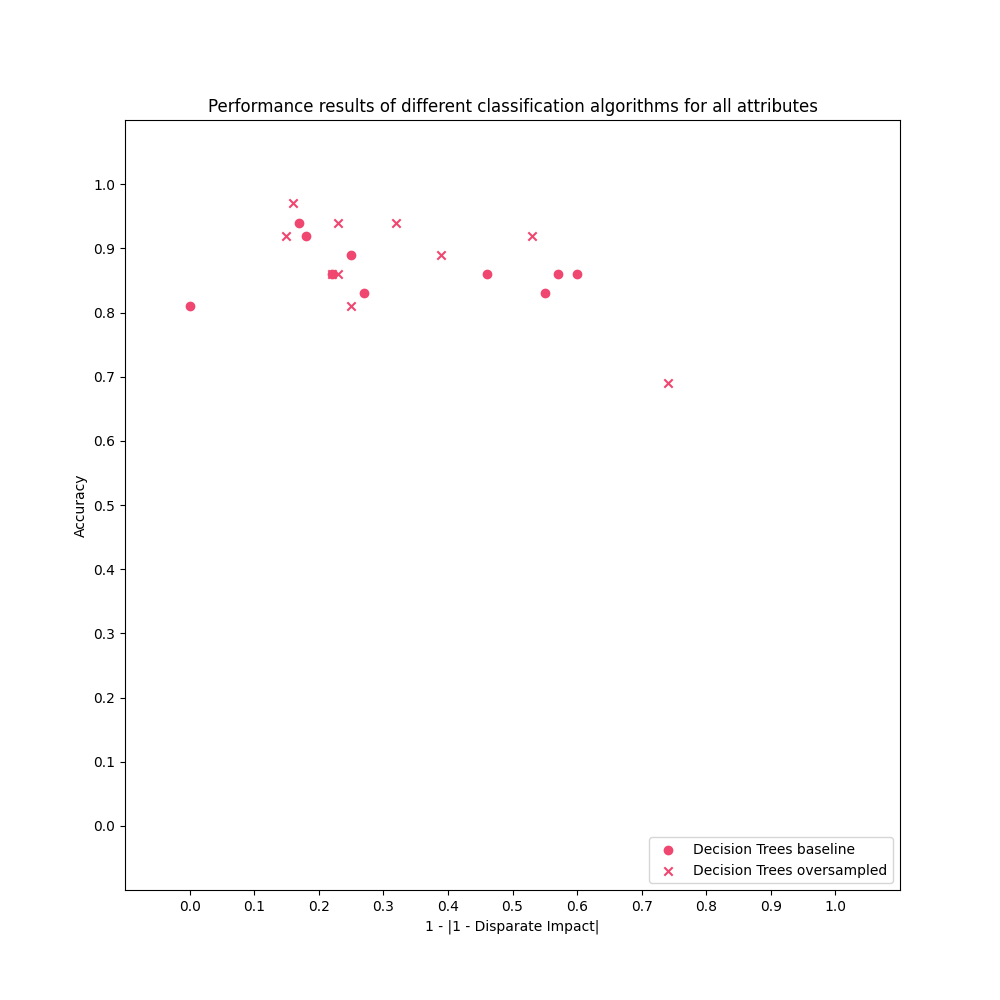 Performance results of different classification algorithms for all attributes
1.0
0.9
0.8
0.7
0.6
0.5
0.4
0.3
0.2
0.1
0.0
Accuracy
Decision Trees baseline
Decision Trees oversampled
0.0 0.1 0.2 0.3 0.4 0.5 0.6 0.7 0.8 0.9 1.0
1 - |1 - Disparate Impact|